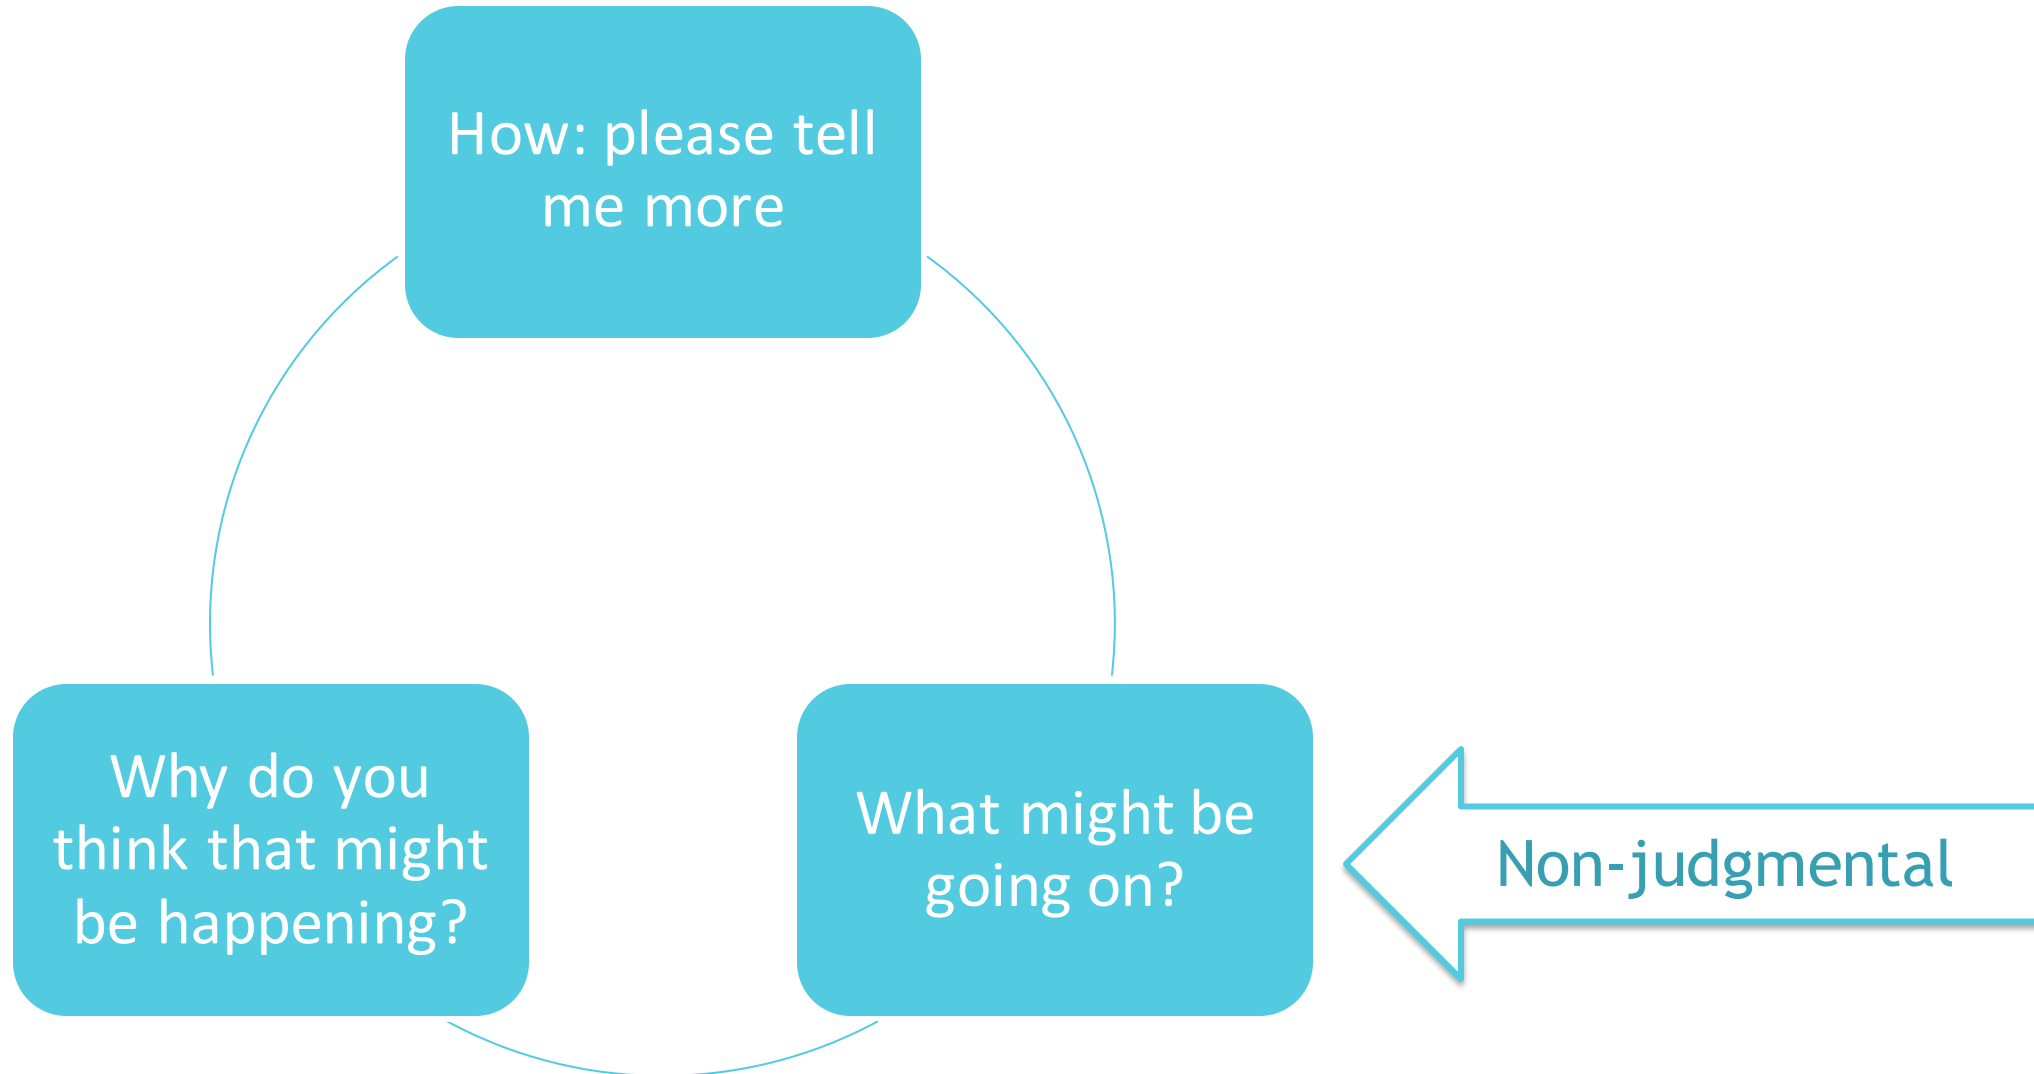 How: please tell
me more
Why do you
think that might
be happening?
What might be
going on?
Non-judgmental